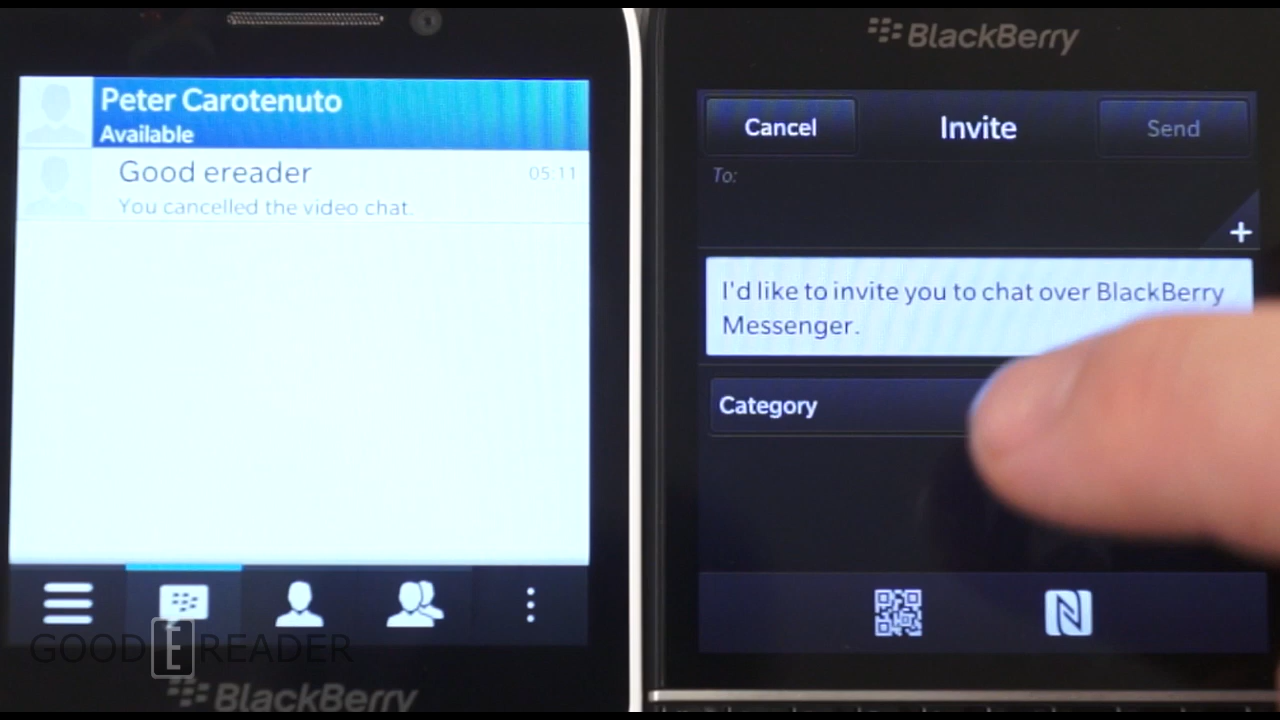 Peter Carotenuto
Available
Good ereader 05:11
You cancelled the video chat.
GOOD E READER
BlackBerry
BlackBerry
Cancel Invite Send
To:
I'd like to invite you to chat over BlackBerry
Messenger.
Category